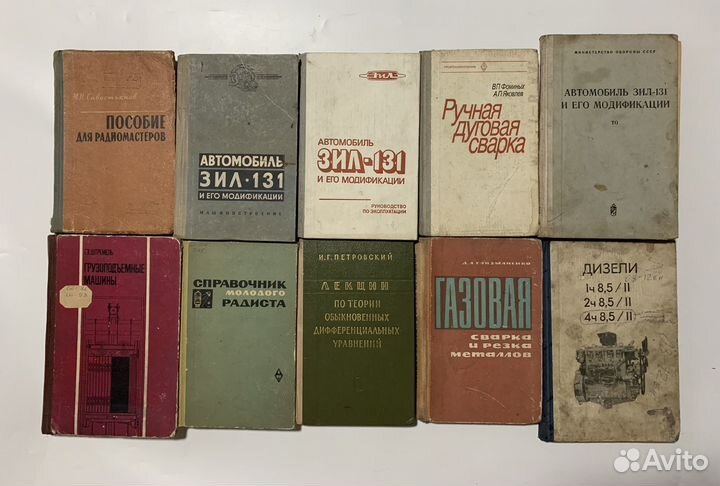 ПОСОБИЕ
ДЛЯ РАДИОМАСТЕРОВ
АВТОМОБИЛЬ
ЗИЛ·131
И ЕГО МОДИФИКАЦИИ
МАШИНОСТРОЕНИЕ
ЗИЛ
АВТОМОБИЛЬ
ЗИЛ-131
И ЕГО МОДИФИКАЦИИ
РУКОВОДСТВО
ПО ЭКСПЛУАТАЦИИ
В.П.Фоминых
А.П.Яковлев
Ручная
дуговая
сварка
МИНИСТЕРСТВО ОБОРОНЫ СССР
АВТОМОБИЛЬ ЗИЛ-131
И ЕГО МОДИФИКАЦИИ
ТО
ГРУЗОПОДЪЕМНЫЕ
МАШИНЫ
СПРАВОЧНИК
МОЛОДОГО
РАДИСТА
И.Г.ПЕТРОВСКИЙ
ЛЕКЦИИ
ПО ТЕОРИИ
ОБЫКНОВЕННЫХ
ДИФФЕРЕНЦИАЛЬНЫХ
УРАВНЕНИЙ
ГАЗОВАЯ
сварка
и резка
металлов
ДИЗЕЛИ
1ч 8,5/11
2ч 8,5/11
4ч 8,5/11
Avito